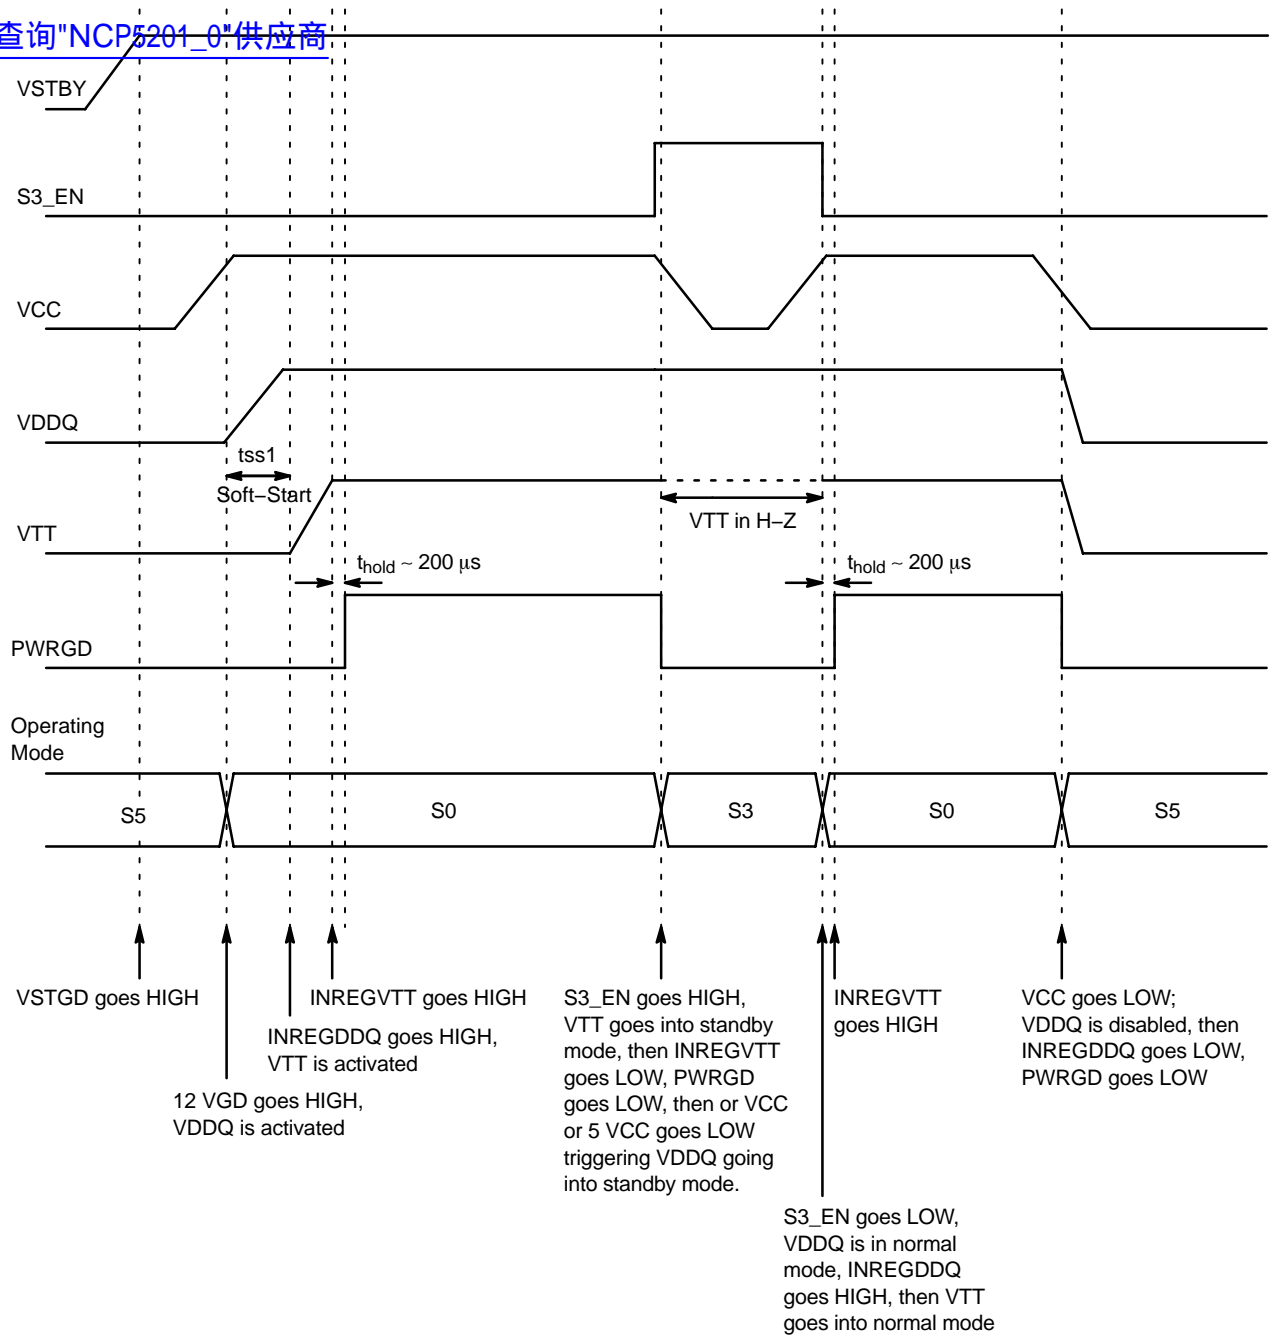 查询"NCP5201_0"供应商
VSTBY
S3_EN
VCC
VDDQ
tss1
Soft–Start
VTT in H–Z
VTT
thold ~ 200 μs
thold ~ 200 μs
PWRGD
Operating
Mode
S5
S0
S3
S0
S5
VSTGD goes HIGH
INREGVTT goes HIGH
INREGDDQ goes HIGH,
VTT is activated
12 VGD goes HIGH,
VDDQ is activated
S3_EN goes HIGH,
VTT goes into standby
mode, then INREGVTT
goes LOW, PWRGD
goes LOW, then or VCC
or 5 VCC goes LOW
triggering VDDQ going
into standby mode.
INREGVTT
goes HIGH
S3_EN goes LOW,
VDDQ is in normal
mode, INREGDDQ
goes HIGH, then VTT
goes into normal mode
VCC goes LOW;
VDDQ is disabled, then
INREGDDQ goes LOW,
PWRGD goes LOW